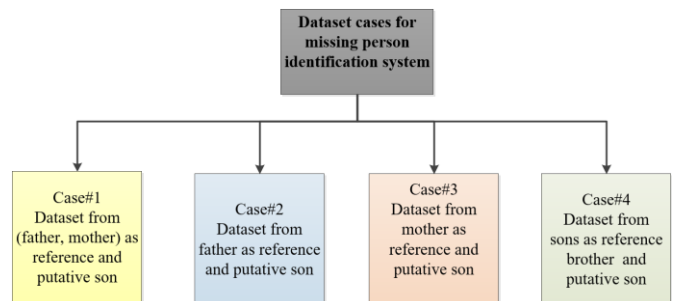 Dataset cases for
missing person
identification system
Case#1
Dataset from
(father, mother) as
reference and
putative son
Case#2
Dataset from
father as reference
and putative son
Case#3
Dataset from
mother as
reference and
putative son
Case#4
Dataset from
sons as reference
brother and
putative son